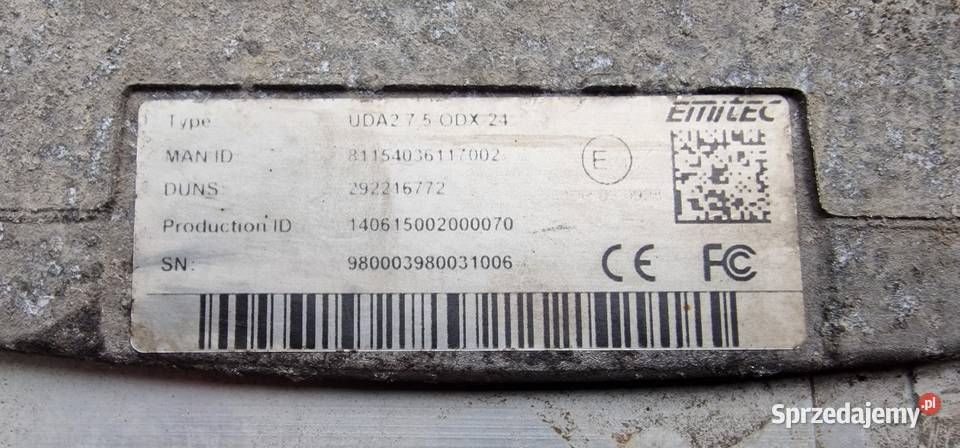 EMITEC
Type UDA2 7.5 ODX 24
MAN ID 81154036117002
E
DUNS: 292216772
Production ID 140615002000070
SN: 980003980031006 CE FC
Sprzedajemy.pl